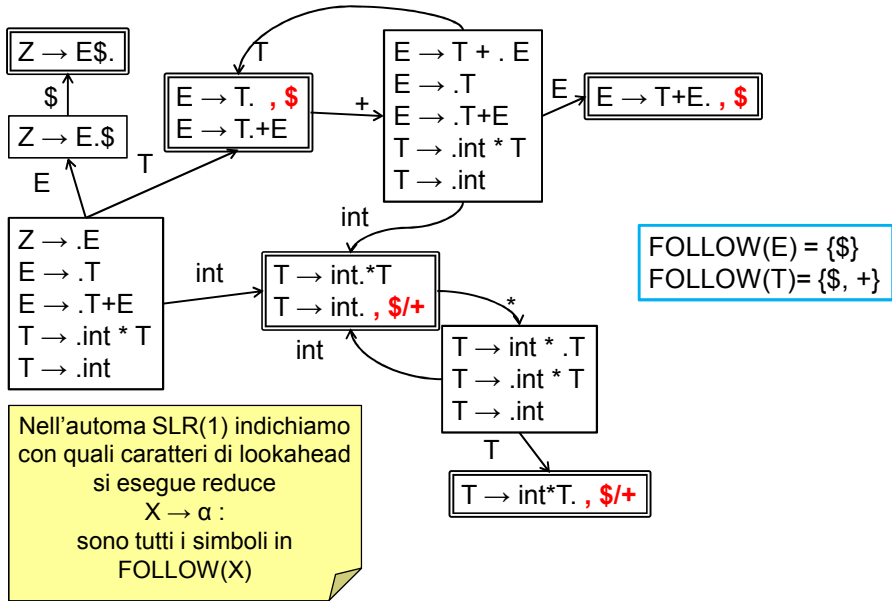 Z → E$.
$
Z → E.$
E
T
E → T. , $
E → T.+E
T
+
E → T + . E
E → .T
E → .T+E
T → .int * T
T → .int
E
E → T+E. , $
Z → .E
E → .T
E → .T+E
T → .int * T
T → .int
int
int
T → int.*T
T → int. , $/+
*
int
T → int * .T
T → .int * T
T → .int
T
T → int*T. , $/+
FOLLOW(E) = {$}
FOLLOW(T)= {$, +}
Nell'automa SLR(1) indichiamo
con quali caratteri di lookahead
si esegue reduce
X → α :
sono tutti i simboli in
FOLLOW(X)